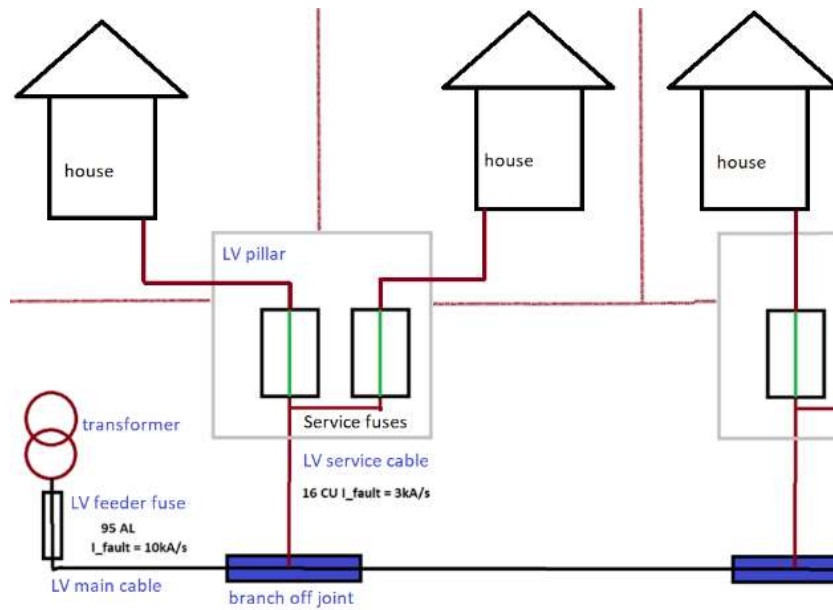 house
house
house
LV pillar
transformer
Service fuses
LV service cable
LV feeder fuse
16 CU I_fault = 3kA/s
95 AL
I_fault = 10kA/s
LV main cable
branch off joint